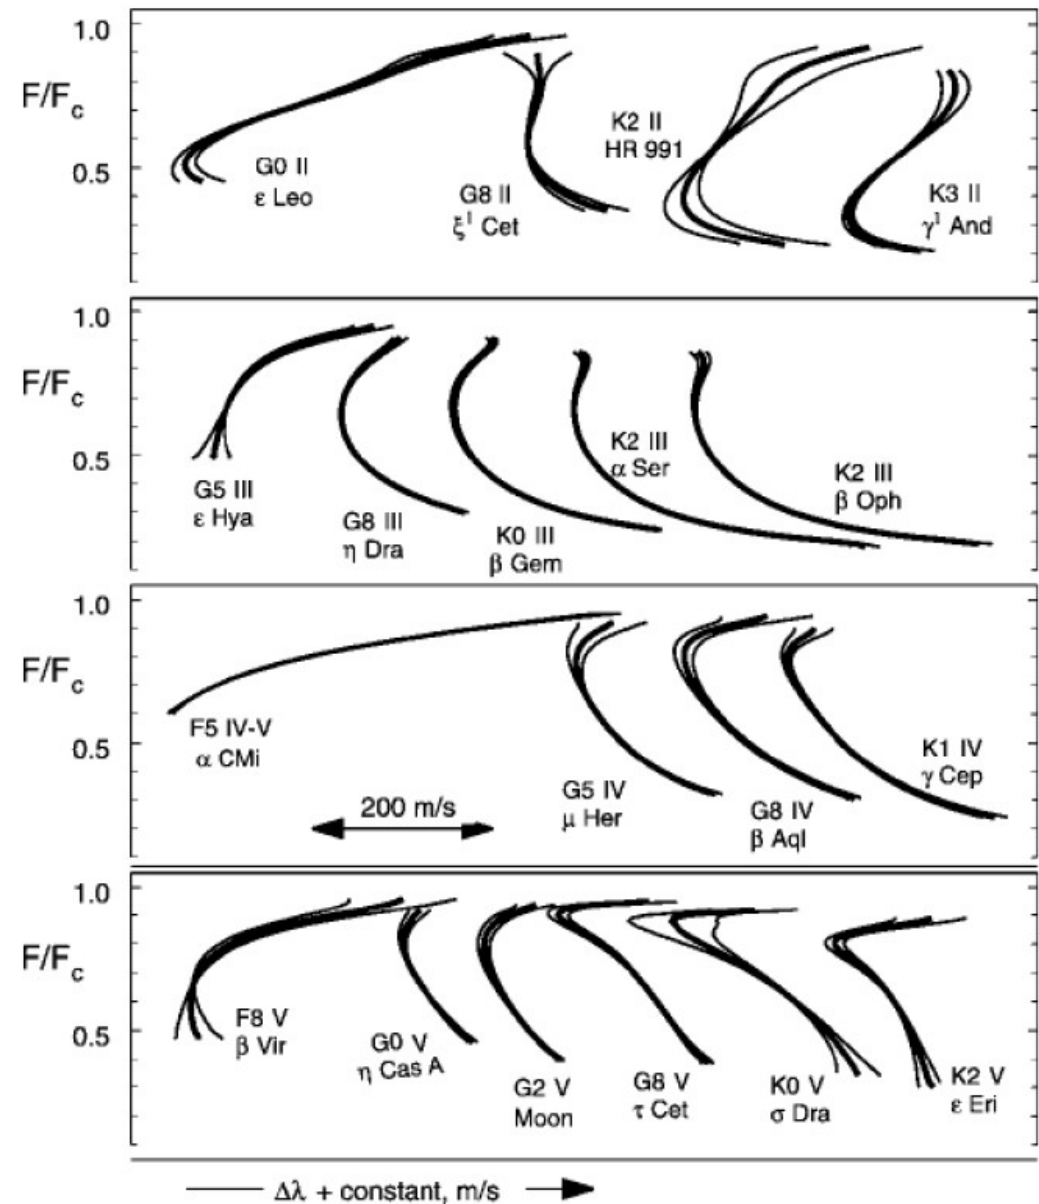 1.0
F/Fc
0.5
G0 II
ε Leo
G8 II
ξ¹ Cet
K2 II
HR 991
K3 II
γ¹ And
1.0
F/Fc
0.5
G5 III
ε Hya
G8 III
η Dra
K0 III
β Gem
K2 III
α Ser
K2 III
β Oph
1.0
F/Fc
0.5
F5 IV-V
α CMi
200 m/s
G5 IV
μ Her
G8 IV
β Aql
K1 IV
γ Cep
1.0
F/Fc
0.5
F8 V
β Vir
G0 V
η Cas A
G2 V
Moon
G8 V
τ Cet
K0 V
σ Dra
K2 V
ε Eri
Δλ + constant, m/s